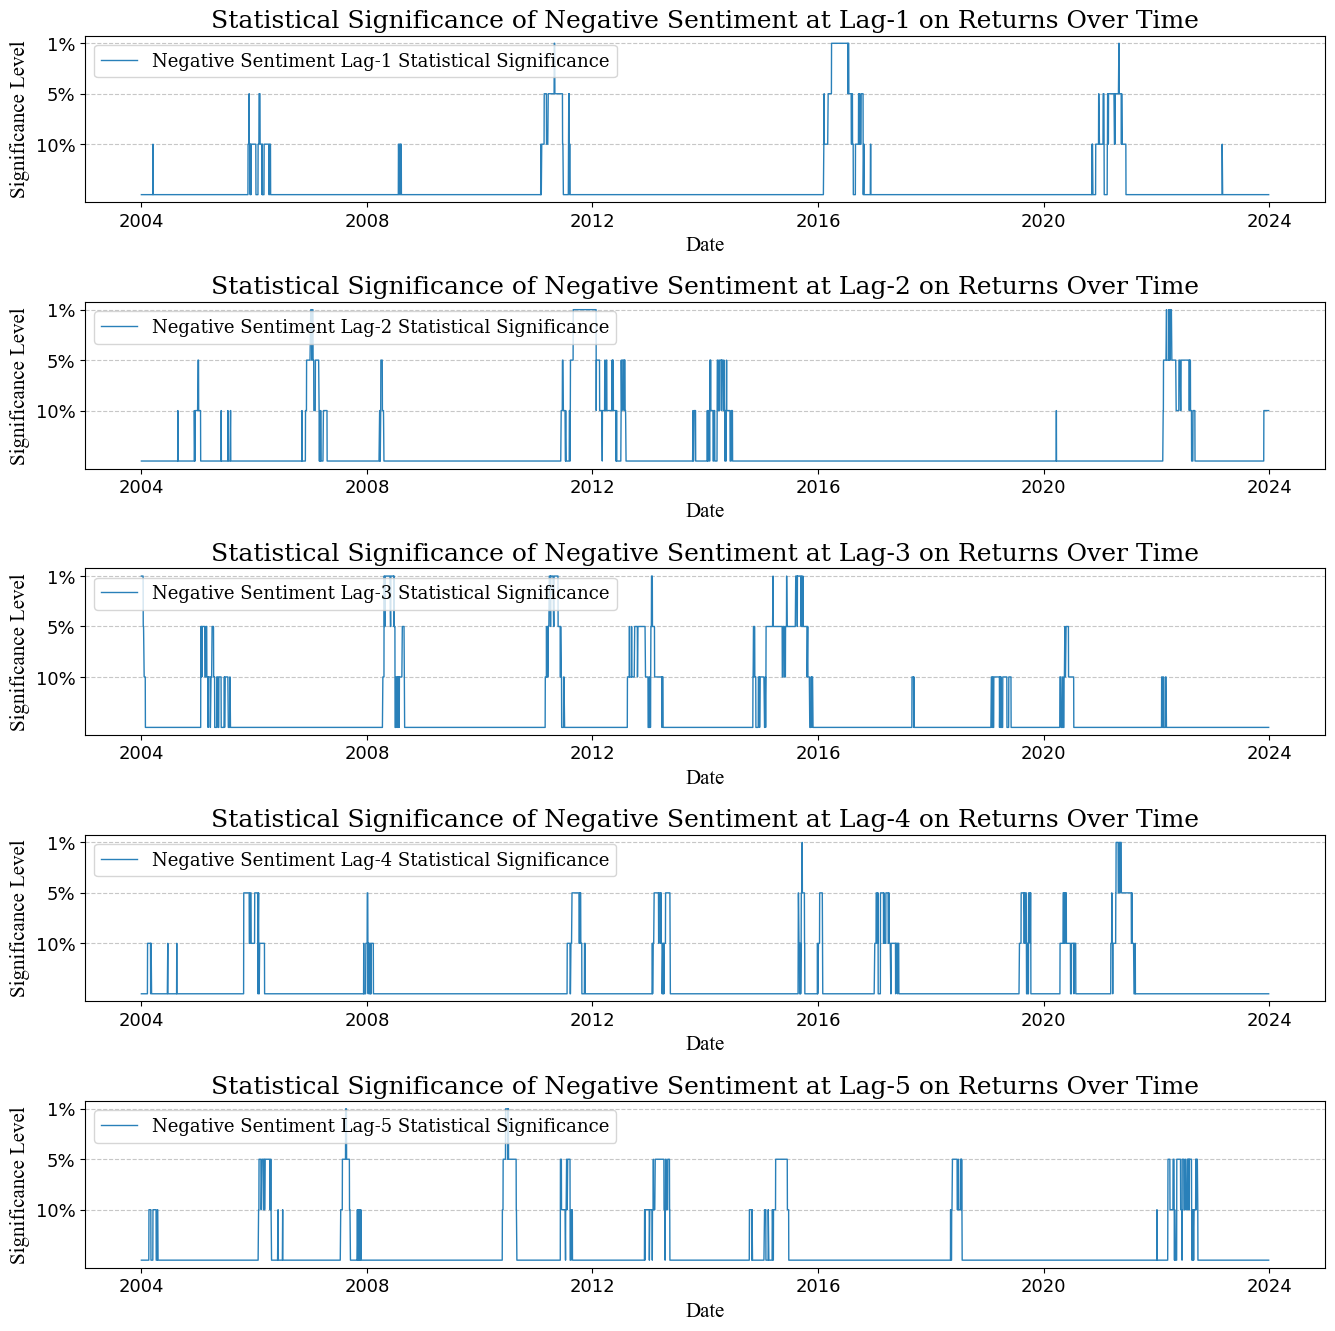 Statistical Significance of Negative Sentiment at Lag-1 on Returns Over Time
Significance Level
1%
5%
10%
Negative Sentiment Lag-1 Statistical Significance
2004 2008 2012 2016 2020 2024
Date
Statistical Significance of Negative Sentiment at Lag-2 on Returns Over Time
Significance Level
1%
5%
10%
Negative Sentiment Lag-2 Statistical Significance
2004 2008 2012 2016 2020 2024
Date
Statistical Significance of Negative Sentiment at Lag-3 on Returns Over Time
Significance Level
1%
5%
10%
Negative Sentiment Lag-3 Statistical Significance
2004 2008 2012 2016 2020 2024
Date
Statistical Significance of Negative Sentiment at Lag-4 on Returns Over Time
Significance Level
1%
5%
10%
Negative Sentiment Lag-4 Statistical Significance
2004 2008 2012 2016 2020 2024
Date
Statistical Significance of Negative Sentiment at Lag-5 on Returns Over Time
Significance Level
1%
5%
10%
Negative Sentiment Lag-5 Statistical Significance
2004 2008 2012 2016 2020 2024
Date